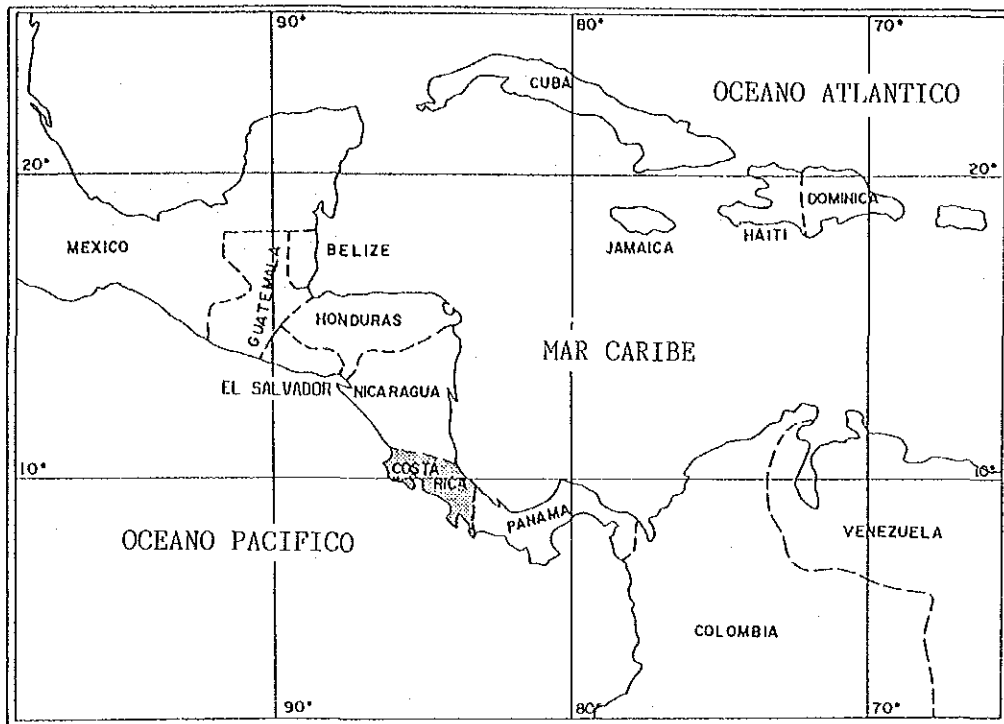 90°
80°
70°
CUBA
OCEANO ATLANTICO
20°
20°
DOMINICA
MEXICO
BELIZE
JAMAICA
HAITI
GUATEMALA
HONDURAS
MAR CARIBE
EL SALVADOR
NICARAGUA
10°
COSTA
RICA
10°
PANAMA
OCEANO PACIFICO
VENEZUELA
COLOMBIA
90°
80°
70°